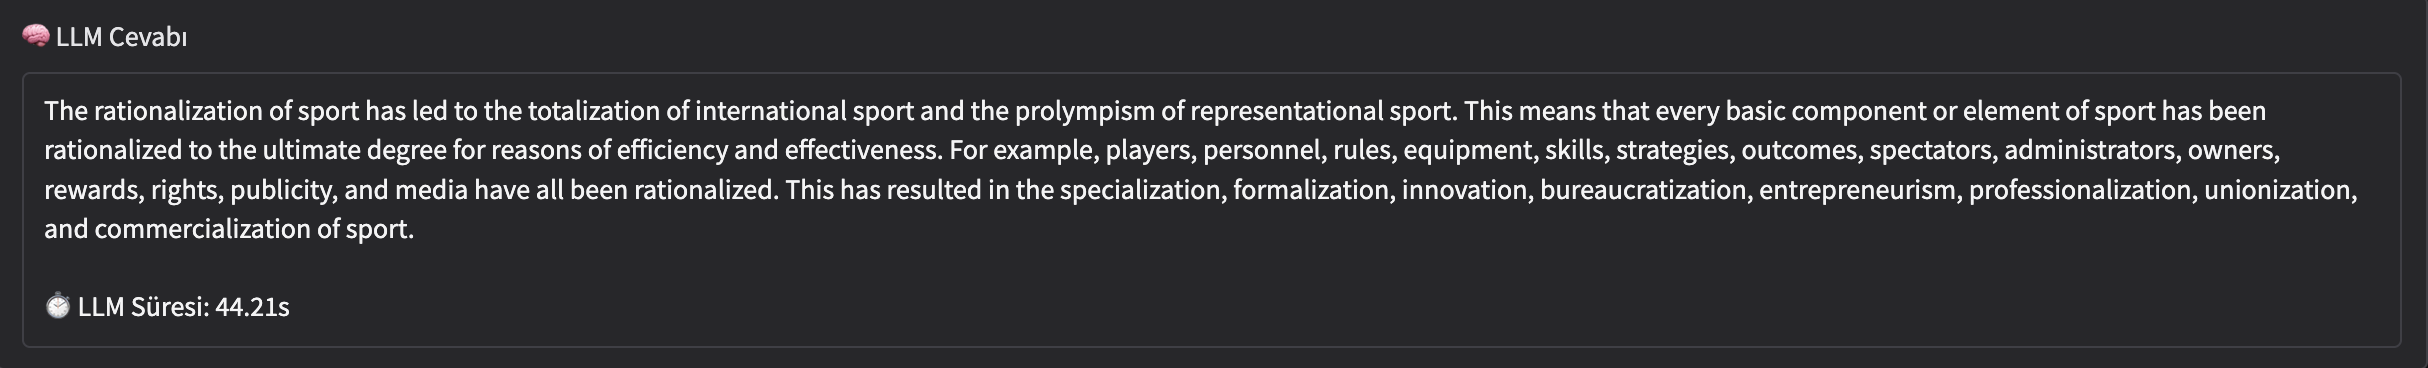 🧠 LLM Cevabı
The rationalization of sport has led to the totalization of international sport and the prolympism of representational sport. This means that every basic component or element of sport has been
rationalized to the ultimate degree for reasons of efficiency and effectiveness. For example, players, personnel, rules, equipment, skills, strategies, outcomes, spectators, administrators, owners,
rewards, rights, publicity, and media have all been rationalized. This has resulted in the specialization, formalization, innovation, bureaucratization, entrepreneurism, professionalization, unionization,
and commercialization of sport.
⏱️ LLM Süresi: 44.21s